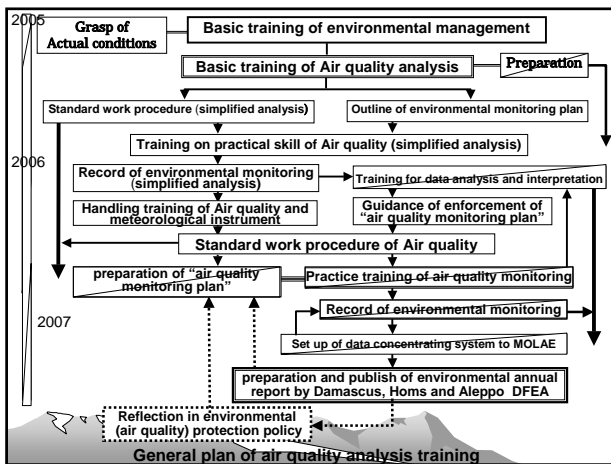 2005
Grasp of
Actual conditions
Basic training of environmental management
Basic training of Air quality analysis
Preparation
Standard work procedure (simplified analysis)
Outline of environmental monitoring plan
Training on practical skill of Air quality (simplified analysis)
2006
Record of environmental monitoring
(simplified analysis)
Training for data analysis and interpretation
Handling training of Air quality and
meteorological instrument
Guidance of enforcement of
“air quality monitoring plan”
Standard work procedure of Air quality
preparation of “air quality
monitoring plan”
Practice training of air quality monitoring
2007
Record of environmental monitoring
Set up of data concentrating system to MOLAE
preparation and publish of environmental annual
report by Damascus, Homs and Aleppo DFEA
Reflection in environmental
(air quality) protection policy
General plan of air quality analysis training